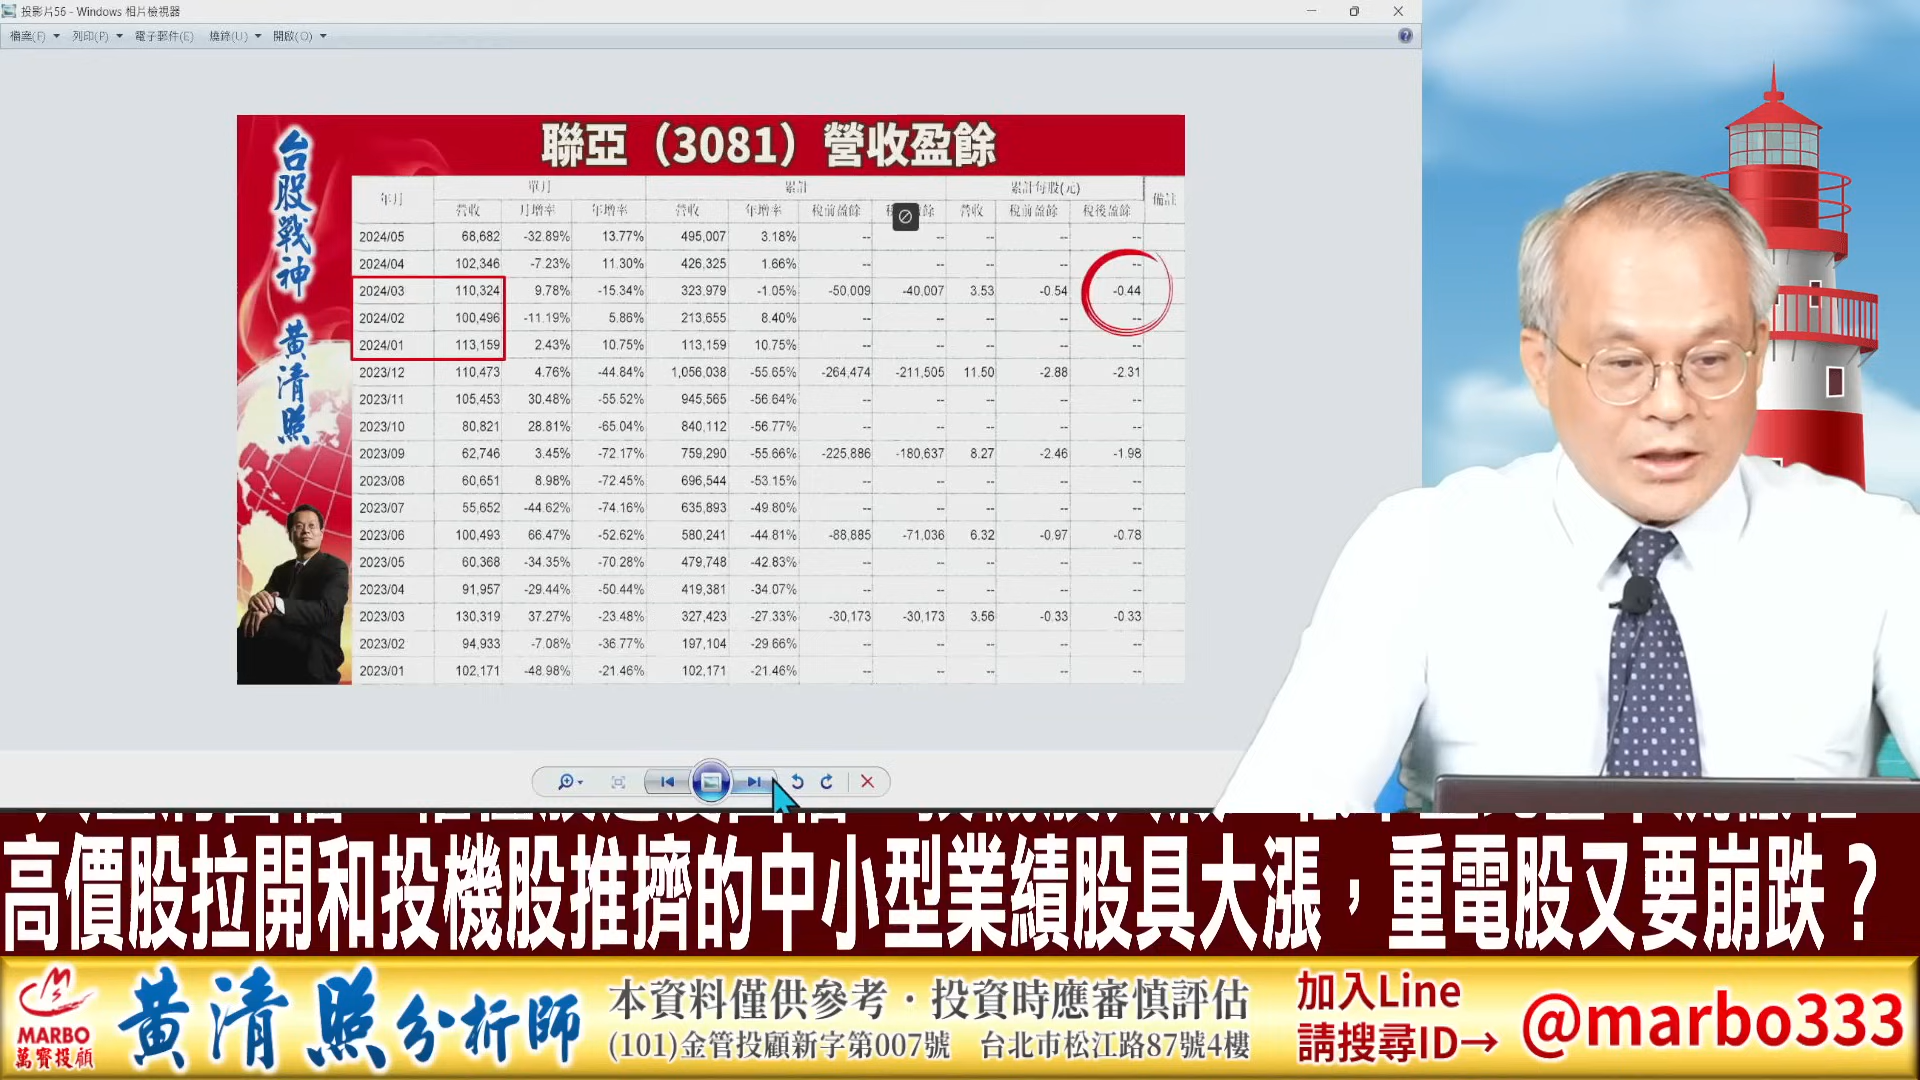 投影片56 - Windows 相片檢視器
檔案(F) 列印(P) 電子郵件(E) 燒錄(U) 開啟(O)
台股戰神 黃清照
聯亞（3081）營收盈餘
年月 單月 累計 累計每股(元) 備註
營收 月增率 年增率 營收 年增率 稅前盈餘 稅 餘 營收 稅前盈餘 稅後盈餘
2024/05 68,682 -32.89% 13.77% 495,007 3.18% -- -- -- -- --
2024/04 102,346 -7.23% 11.30% 426,325 1.66% -- -- -- -- --
2024/03 110,324 9.78% -15.34% 323,979 -1.05% -50,009 -40,007 3.53 -0.54 -0.44
2024/02 100,496 -11.19% 5.86% 213,655 8.40% -- -- -- -- --
2024/01 113,159 2.43% 10.75% 113,159 10.75% -- -- -- -- --
2023/12 110,473 4.76% -44.84% 1,056,038 -55.65% -264,474 -211,505 11.50 -2.88 -2.31
2023/11 105,453 30.48% -55.52% 945,565 -56.64% -- -- -- -- --
2023/10 80,821 28.81% -65.04% 840,112 -56.77% -- -- -- -- --
2023/09 62,746 3.45% -72.17% 759,290 -55.66% -225,886 -180,637 8.27 -2.46 -1.98
2023/08 60,651 8.98% -72.45% 696,544 -53.15% -- -- -- -- --
2023/07 55,652 -44.62% -74.16% 635,893 -49.80% -- -- -- -- --
2023/06 100,493 66.47% -52.62% 580,241 -44.81% -88,885 -71,036 6.32 -0.97 -0.78
2023/05 60,368 -34.35% -70.28% 479,748 -42.83% -- -- -- -- --
2023/04 91,957 -29.44% -50.44% 419,381 -34.07% -- -- -- -- --
2023/03 130,319 37.27% -23.48% 327,423 -27.33% -30,173 -30,173 3.56 -0.33 -0.33
2023/02 94,933 -7.08% -36.77% 197,104 -29.66% -- -- -- -- --
2023/01 102,171 -48.98% -21.46% 102,171 -21.46% -- -- -- -- --
高價股拉開和投機股推擠的中小型業績股具大漲，重電股又要崩跌？
MARBO
萬寶投顧
黃清照分析師
本資料僅供參考‧投資時應審慎評估
(101)金管投顧新字第007號 台北市松江路87號4樓
加入Line
請搜尋ID→
@marbo333